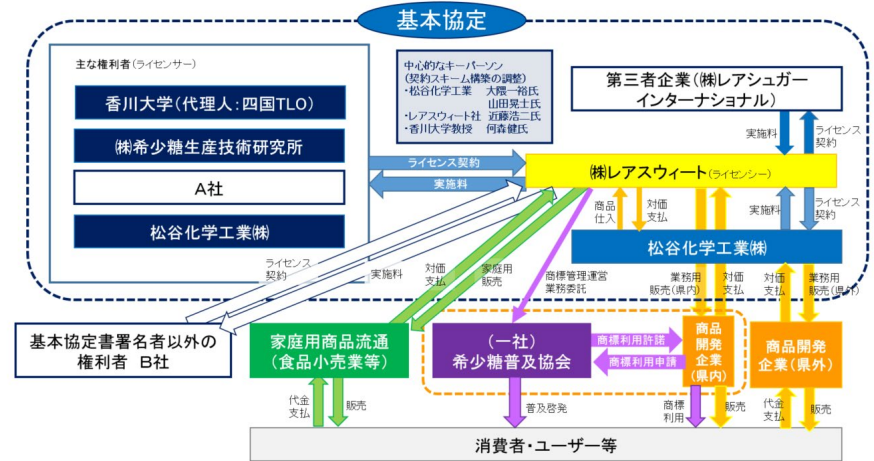 基本協定
主な権利者(ライセンサー)
香川大学(代理人:四国TLO)
㈱希少糖生産技術研究所
A社
松谷化学工業㈱
中心的なキーパーソン
(契約スキーム構築の調整)
・松谷化学工業 大隈一裕氏
山田晃士氏
・レアスウィート社 近藤浩二氏
・香川大学教授 何森健氏
第三者企業(㈱レアシュガー
インターナショナル)
実施料
ライセンス
契約
ライセンス契約
実施料
㈱レアスウィート(ライセンシー)
商品
仕入
対価
支払
実施料
ライセンス
契約
松谷化学工業㈱
ライセンス
契約
実施料
対価
支払
家庭用
販売
商標管理運営
業務委託
業務用
販売(県内)
対価
支払
対価
支払
業務用
販売(県外)
基本協定書署名者以外の
権利者 B社
家庭用商品流通
(食品小売業等)
(一社)
希少糖普及協会
商標利用許諾
商標利用申請
商品
開発
企業
(県内)
商品開発
企業(県外)
代金
支払
販売
普及啓発
商標
利用
販売
代金
支払
販売
消費者・ユーザー等